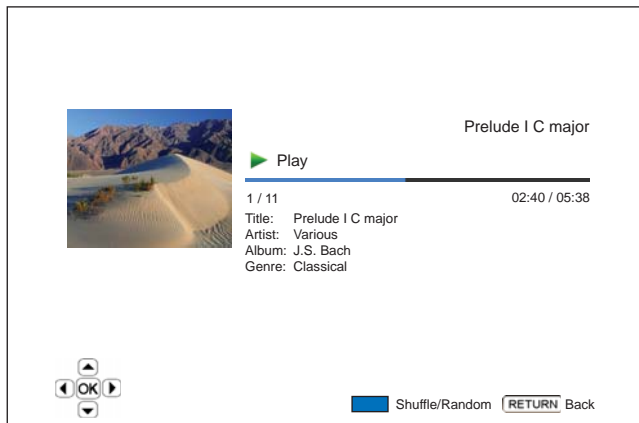 Prelude I C major
Play
1 / 11 02:40 / 05:38
Title: Prelude I C major
Artist: Various
Album: J.S. Bach
Genre: Classical
OK
Shuffle/Random RETURN Back